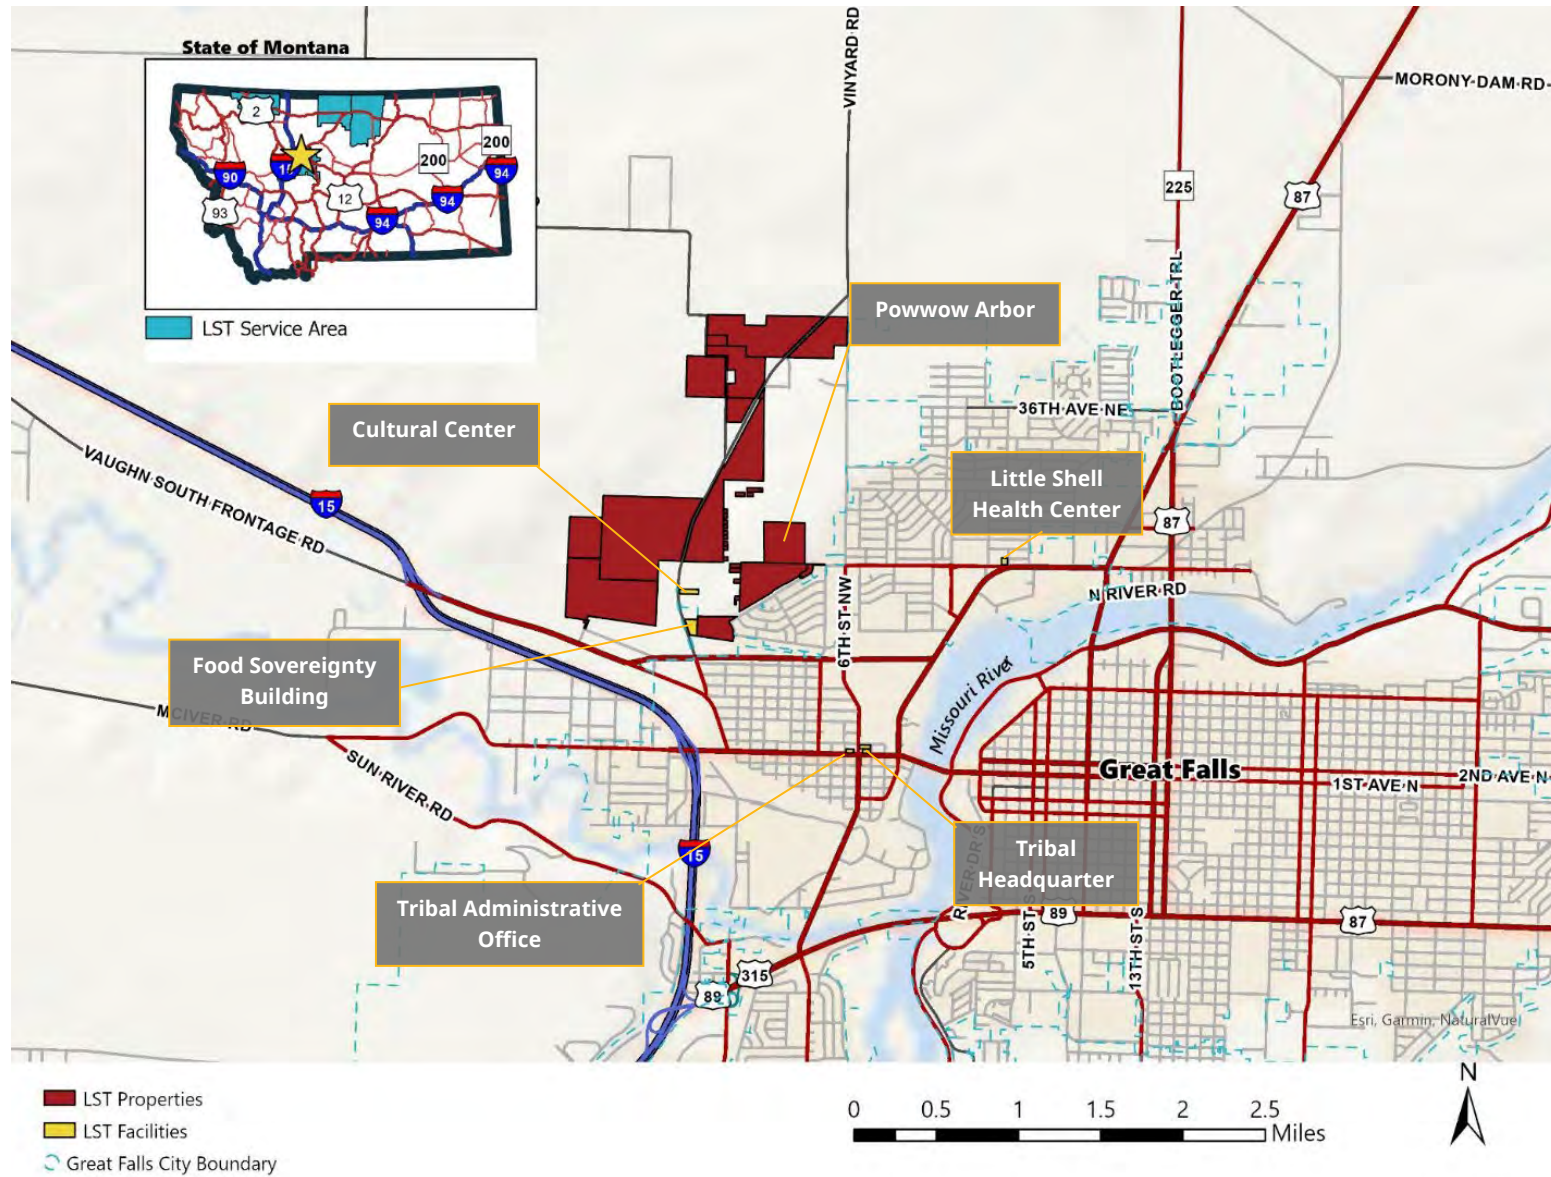 State of Montana
2
200
200
15
90
94
12
94
93
94
LST Service Area
VINYARD RD
MORONY DAM RD
225
87
BOOTLEGGER TRL
Powwow Arbor
36TH AVE NE
Cultural Center
VAUGHN SOUTH FRONTAGE RD
15
Little Shell
Health Center
87
N RIVER RD
6TH ST NW
Missouri River
Food Sovereignty
Building
MCIVER RD
SUN RIVER RD
Great Falls
1ST AVE N
2ND AVE N
15
Tribal
Headquarter
RIVER DR S
Tribal Administrative
Office
5TH ST S
89
13TH ST S
87
315
89
Esri, Garmin, NaturalVue
N
LST Properties
LST Facilities
Great Falls City Boundary
0 0.5 1 1.5 2 2.5
Miles